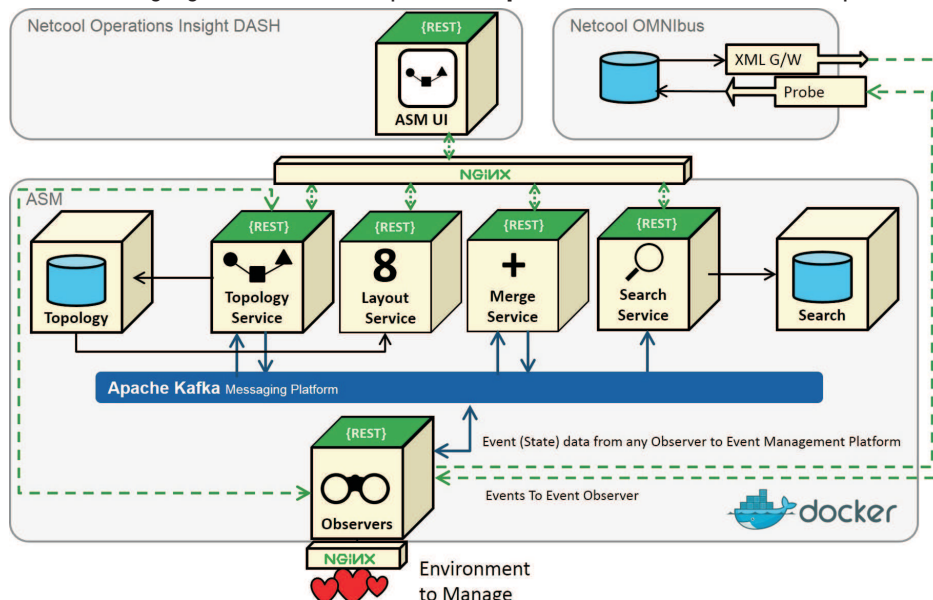 Netcool Operations Insight DASH
{REST}
ASM UI
Netcool OMNIbus
XML G/W
Probe
NGiNX
ASM
{REST}
{REST}
{REST}
{REST}
Topology
Topology
Service
8
Layout
Service
+
Merge
Service
Search
Service
Search
Apache Kafka Messaging Platform
{REST}
Observers
Event (State) data from any Observer to Event Management Platform
Events To Event Observer
docker
NGiNX
Environment
to Manage